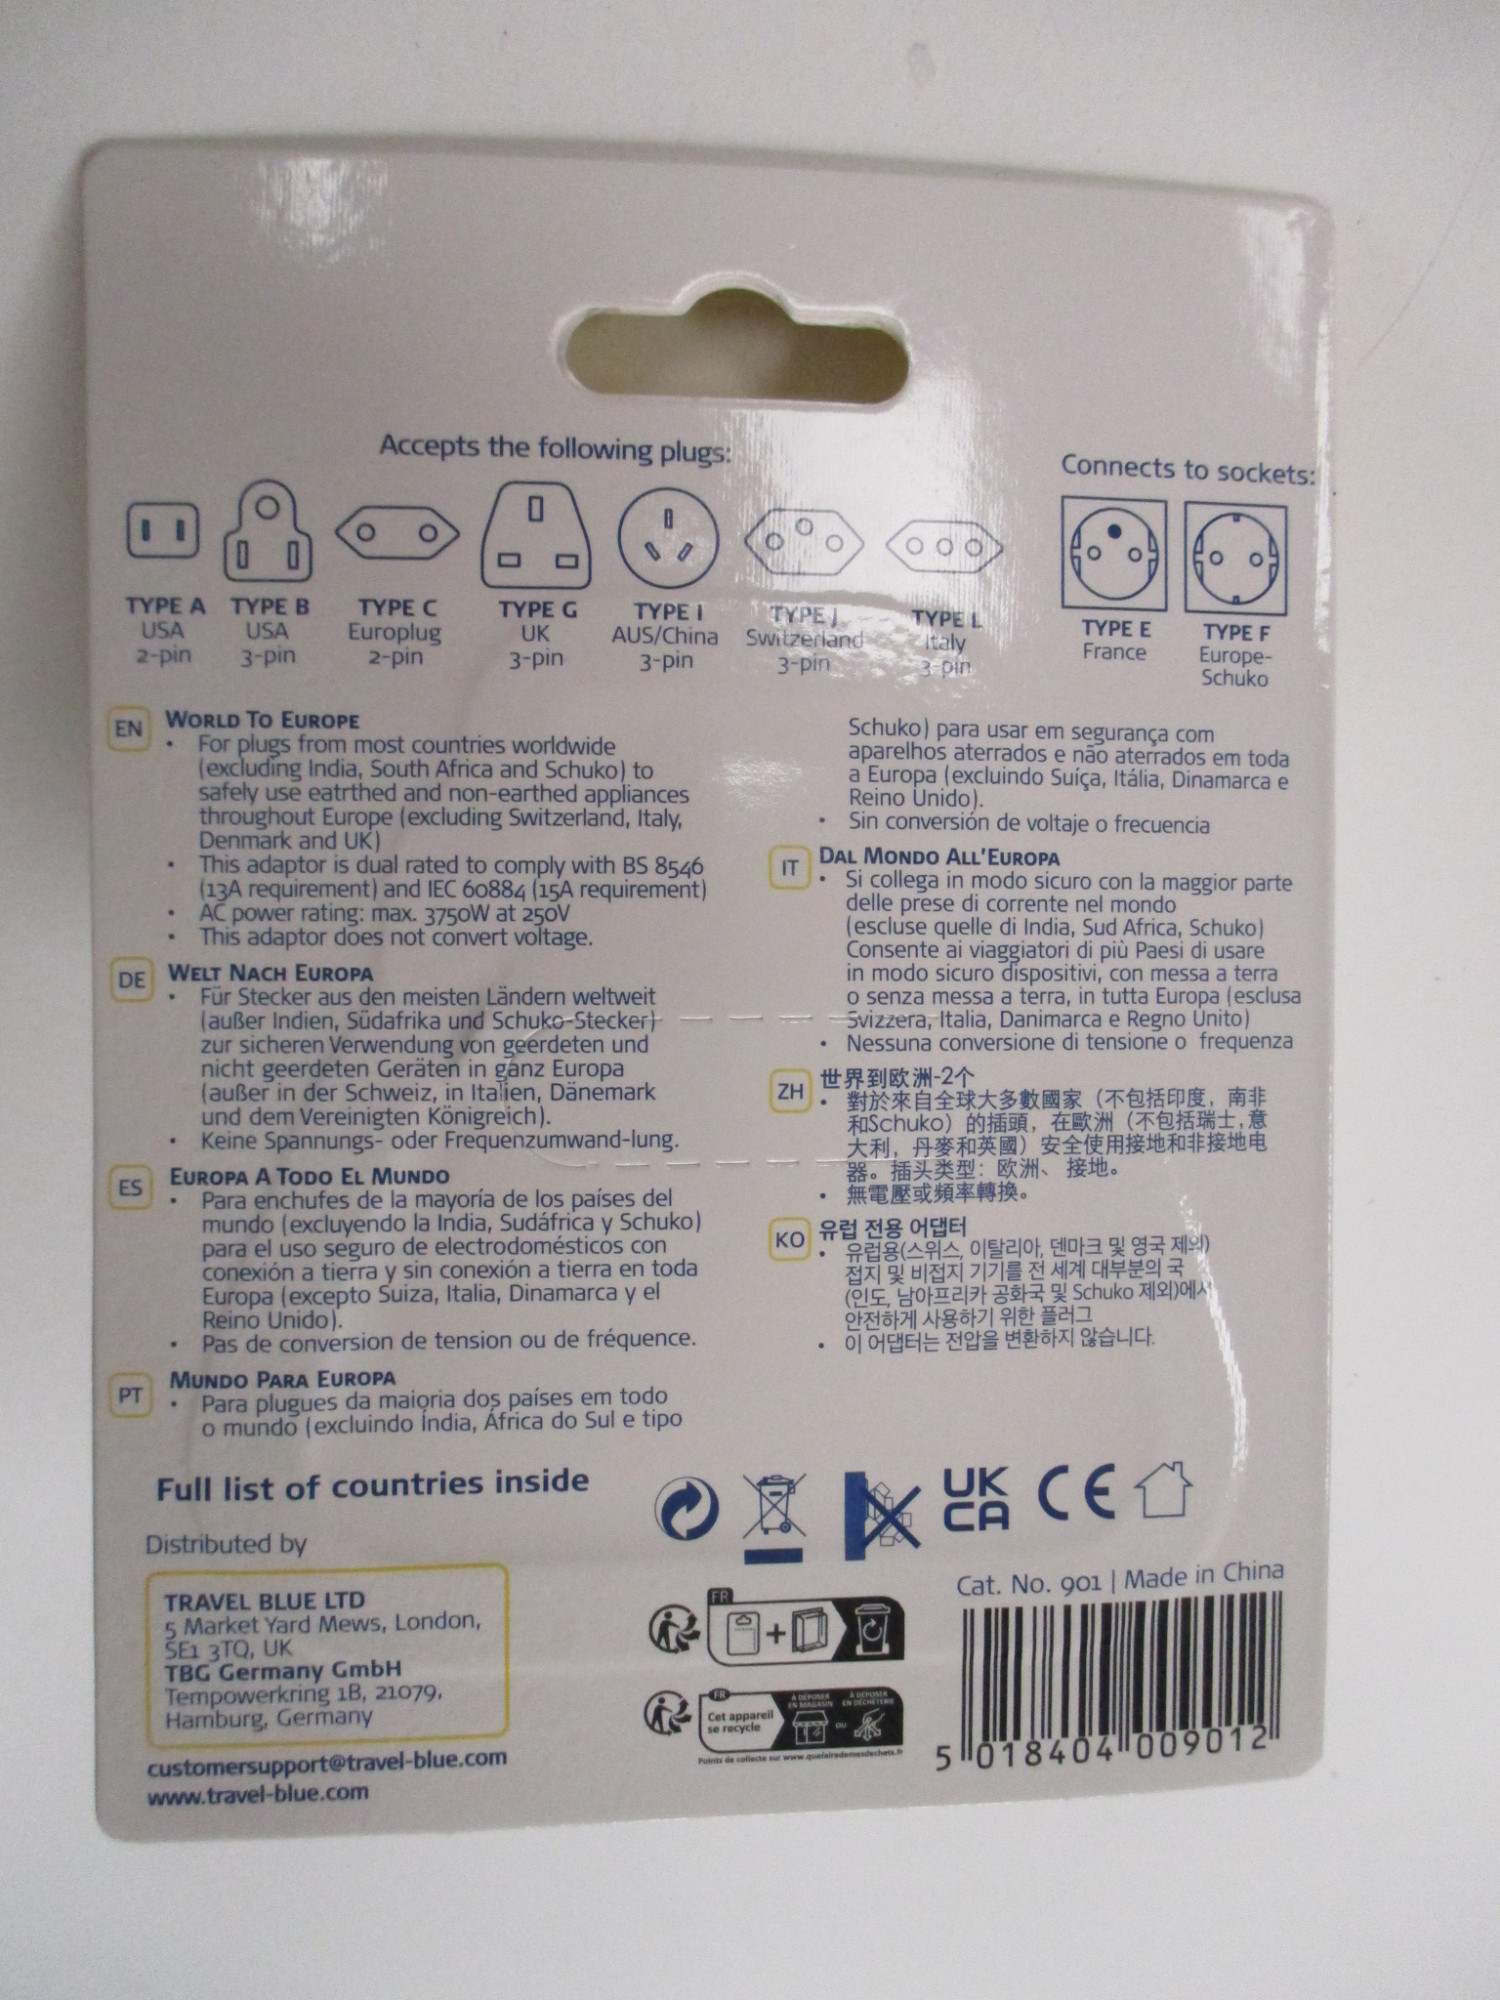 Accepts the following plugs:
Connects to sockets:
TYPE A
USA
2-pin
TYPE B
USA
3-pin
TYPE C
Europlug
2-pin
TYPE G
UK
3-pin
TYPE I
AUS/China
3-pin
TYPE J
Switzerland
3-pin
TYPE L
Italy
3-pin
TYPE E
France
TYPE F
Europe-
Schuko
EN
WORLD TO EUROPE
• For plugs from most countries worldwide
(excluding India, South Africa and Schuko) to
safely use eatrthed and non-earthed appliances
throughout Europe (excluding Switzerland, Italy,
Denmark and UK)
• This adaptor is dual rated to comply with BS 8546
(13A requirement) and IEC 60884 (15A requirement)
• AC power rating: max. 3750W at 250V
• This adaptor does not convert voltage.
DE
WELT NACH EUROPA
• Für Stecker aus den meisten Ländern weltweit
(außer Indien, Südafrika und Schuko-Stecker)
zur sicheren Verwendung von geerdeten und
nicht geerdeten Geräten in ganz Europa
(außer in der Schweiz, in Italien, Dänemark
und dem Vereinigten Königreich).
• Keine Spannungs- oder Frequenzumwand-lung.
ES
EUROPA A TODO EL MUNDO
• Para enchufes de la mayoría de los países del
mundo (excluyendo la India, Sudáfrica y Schuko)
para el uso seguro de electrodomésticos con
conexión a tierra y sin conexión a tierra en toda
Europa (excepto Suiza, Italia, Dinamarca y el
Reino Unido).
• Pas de conversion de tension ou de fréquence.
PT
MUNDO PARA EUROPA
• Para plugues da maioria dos países em todo
o mundo (excluindo Índia, África do Sul e tipo
Schuko) para usar em segurança com
aparelhos aterrados e não aterrados em toda
a Europa (excluindo Suíça, Itália, Dinamarca e
Reino Unido).
• Sin conversión de voltaje o frecuencia
IT
DAL MONDO ALL'EUROPA
• Si collega in modo sicuro con la maggior parte
delle prese di corrente nel mondo
(escluse quelle di India, Sud Africa, Schuko)
Consente ai viaggiatori di più Paesi di usare
in modo sicuro dispositivi, con messa a terra
o senza messa a terra, in tutta Europa (esclusa
Svizzera, Italia, Danimarca e Regno Unito)
• Nessuna conversione di tensione o frequenza
ZH
世界到欧洲-2个
• 對於來自全球大多數國家（不包括印度，南非
和Schuko）的插頭，在歐洲（不包括瑞士，意
大利，丹麥和英國）安全使用接地和非接地电
器。插头类型：欧洲、接地。
• 無電壓或頻率轉換。
KO
유럽 전용 어댑터
• 유럽용(스위스, 이탈리아, 덴마크 및 영국 제외)
접지 및 비접지 기기를 전 세계 대부분의 국
(인도, 남아프리카 공화국 및 Schuko 제외)에서
안전하게 사용하기 위한 플러그
• 이 어댑터는 전압을 변환하지 않습니다.
Full list of countries inside
UK
CA
CE
Distributed by
TRAVEL BLUE LTD
5 Market Yard Mews, London,
SE1 3TQ, UK
TBG Germany GmbH
Tempowerkring 1B, 21079,
Hamburg, Germany
customersupport@travel-blue.com
www.travel-blue.com
FR
+
FR
Cet appareil
se recycle
À DÉPOSER
EN MAGASIN
OU
À DÉPOSER
EN DÉCHÈTERIE
Points de collecte sur www.quefairedemesdechets.fr
Cat. No. 901 | Made in China
5 018404 009012